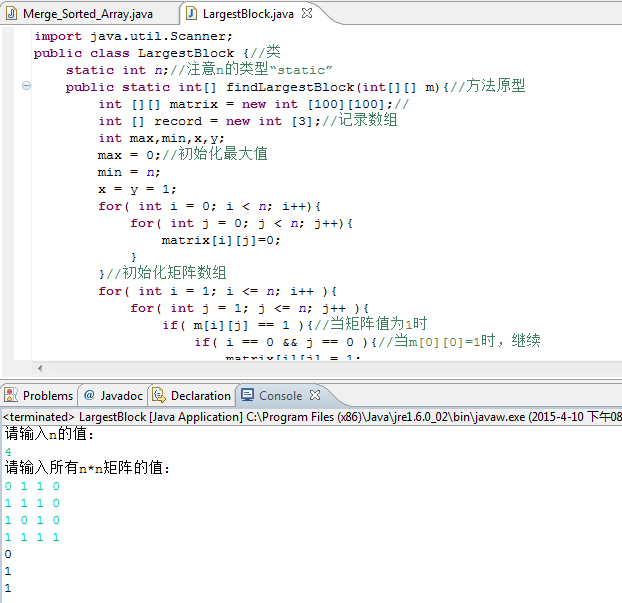 Merge_Sorted_Array.java LargestBlock.java
import java.util.Scanner;
public class LargestBlock {//类
static int n;//注意n的类型“static”
public static int[] findLargestBlock(int[][] m){//方法原型
int [][] matrix = new int [100][100];//
int [] record = new int [3];//记录数组
int max,min,x,y;
max = 0;//初始化最大值
min = n;
x = y = 1;
for( int i = 0; i < n; i++){
for( int j = 0; j < n; j++){
matrix[i][j]=0;
}
}//初始化矩阵数组
for( int i = 1; i <= n; i++ ){
for( int j = 1; j <= n; j++ ){
if( m[i][j] == 1 ){//当矩阵值为1时
if( i == 0 && j == 0 ){//当m[0][0]=1时，继续
matrix[i][j] = 1;
Problems @ Javadoc Declaration Console
<terminated> LargestBlock [Java Application] C:\Program Files (x86)\Java\jre1.6.0_02\bin\javaw.exe (2015-4-10 下午08
请输入n的值：
4
请输入所有n*n矩阵的值：
0 1 1 0
1 1 1 0
1 0 1 0
1 1 1 1
0
1
1